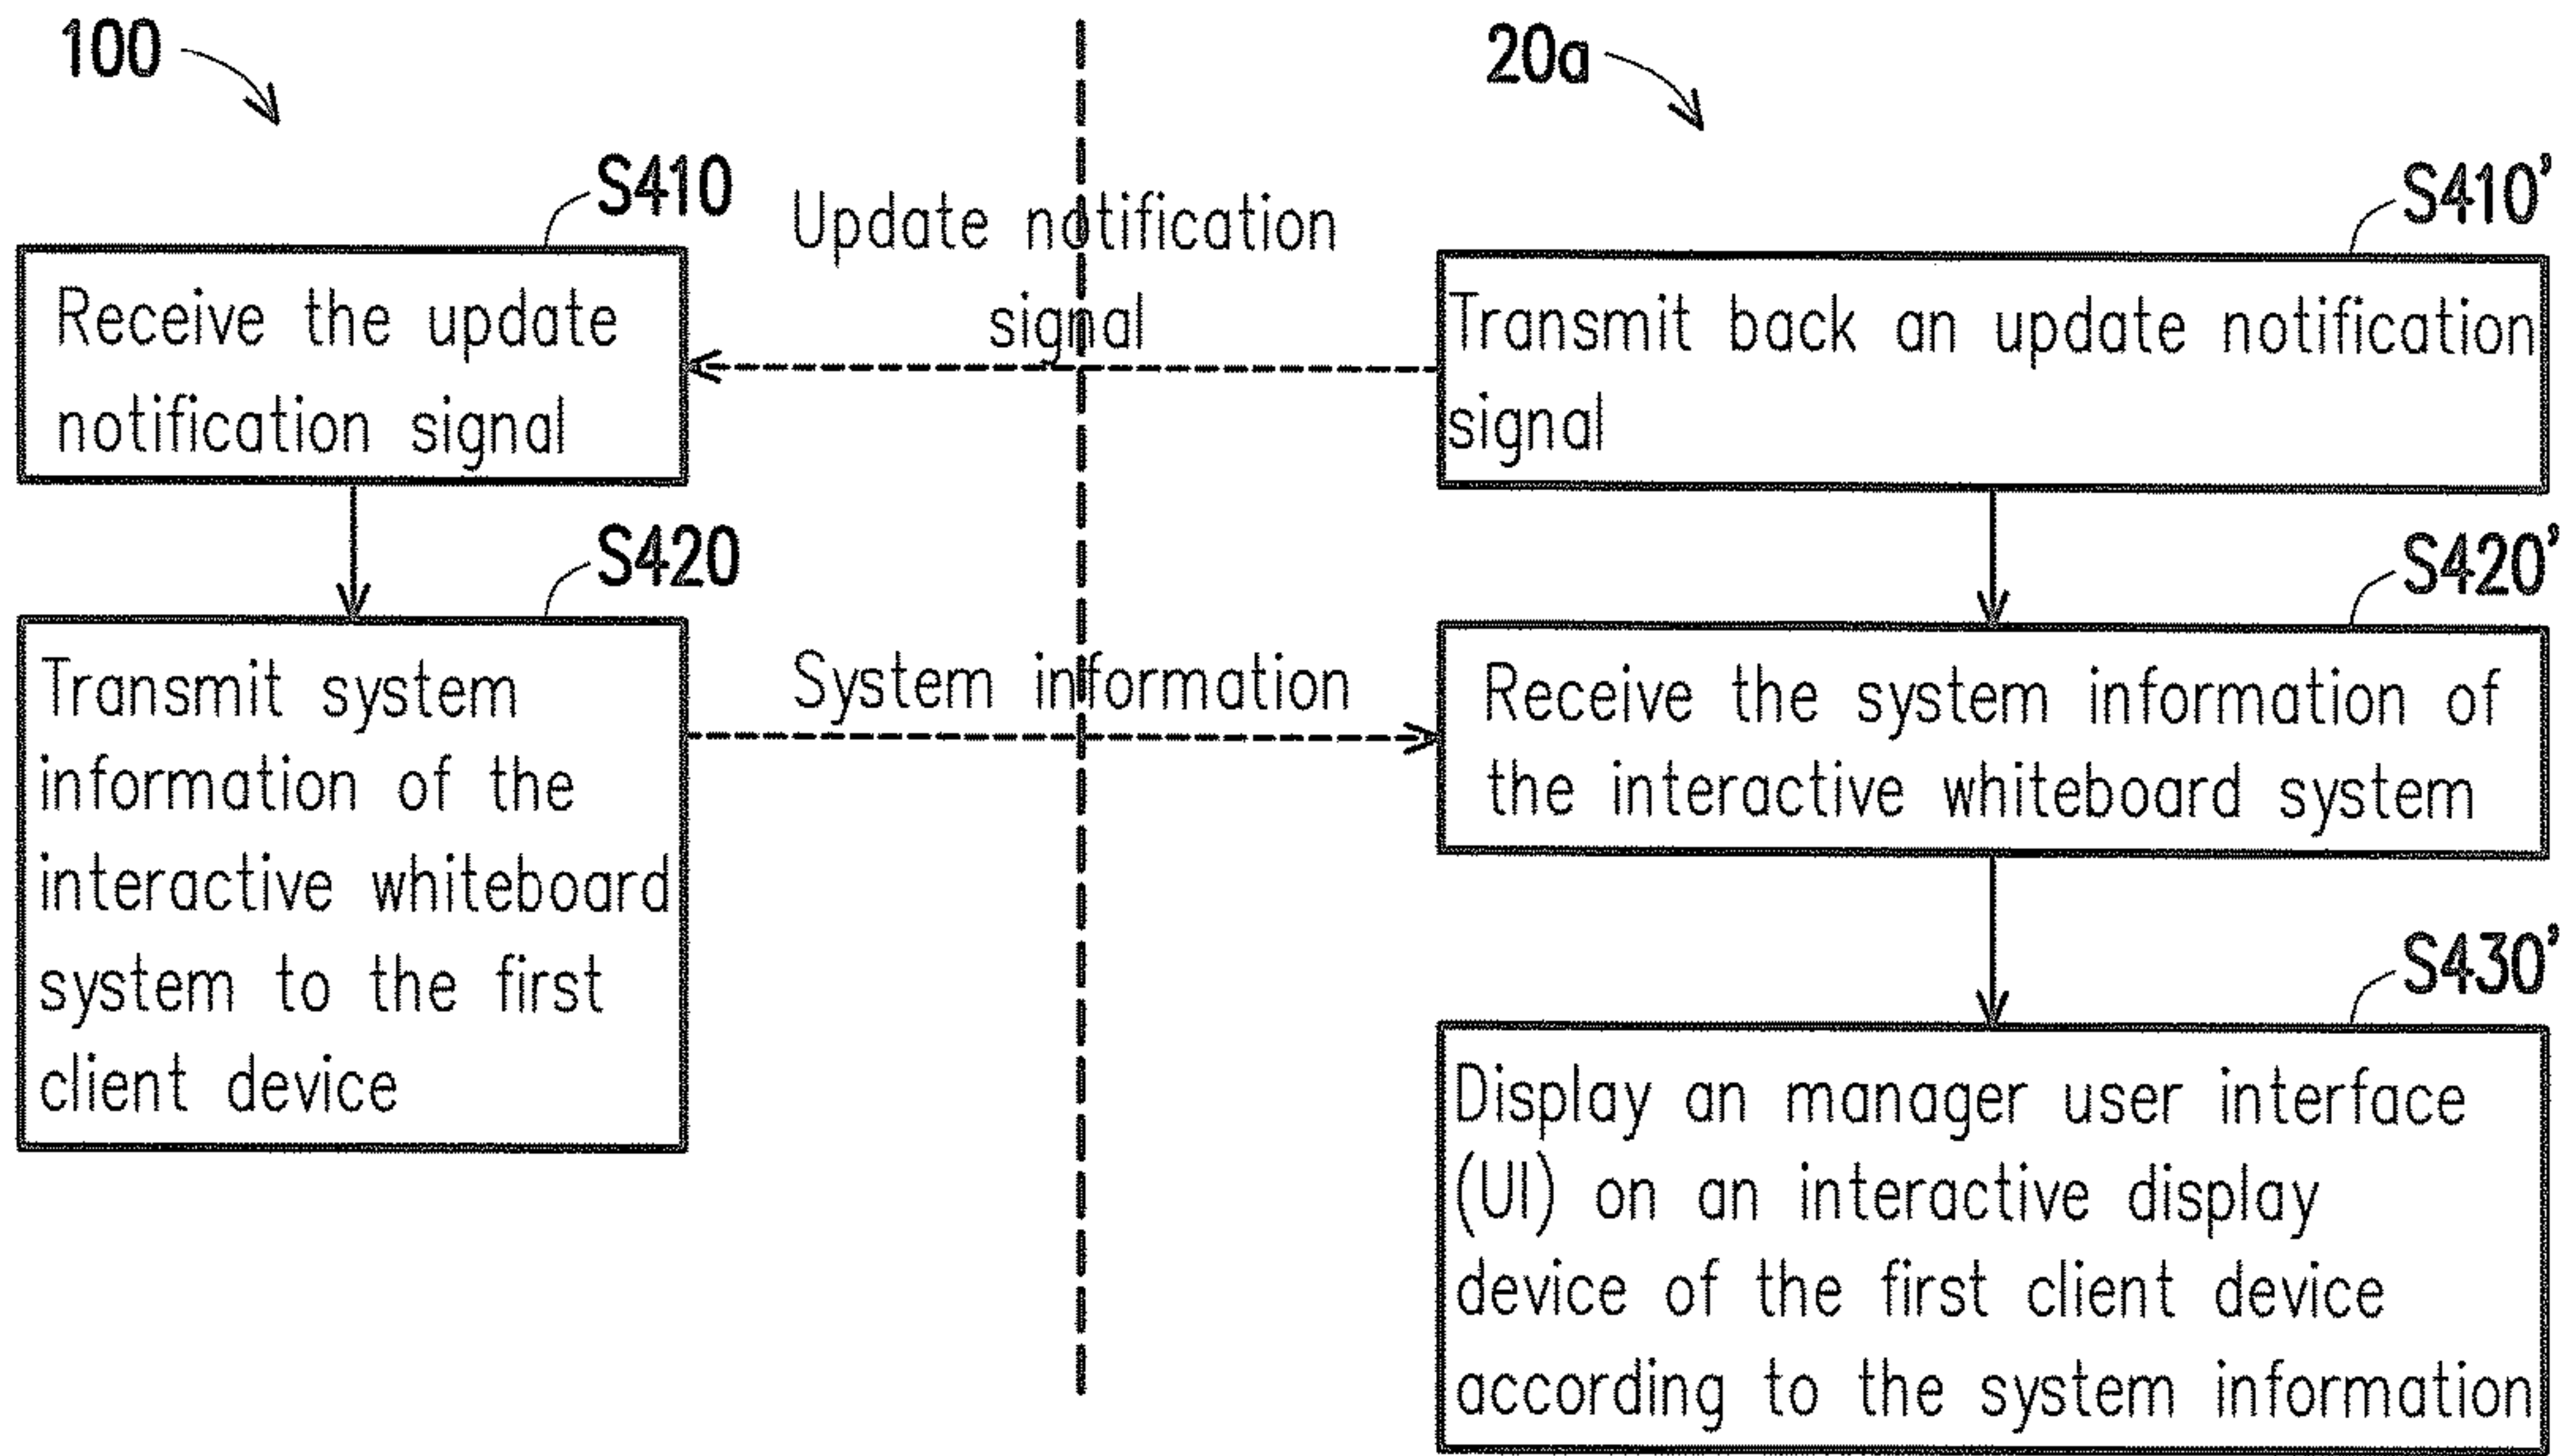 100
20a
S410
Receive the update
notification signal
Update notification
signal
S410'
Transmit back an update notification
signal
S420
Transmit system
information of the
interactive whiteboard
system to the first
client device
System information
S420'
Receive the system information of
the interactive whiteboard system
S430'
Display an manager user interface
(UI) on an interactive display
device of the first client device
according to the system information